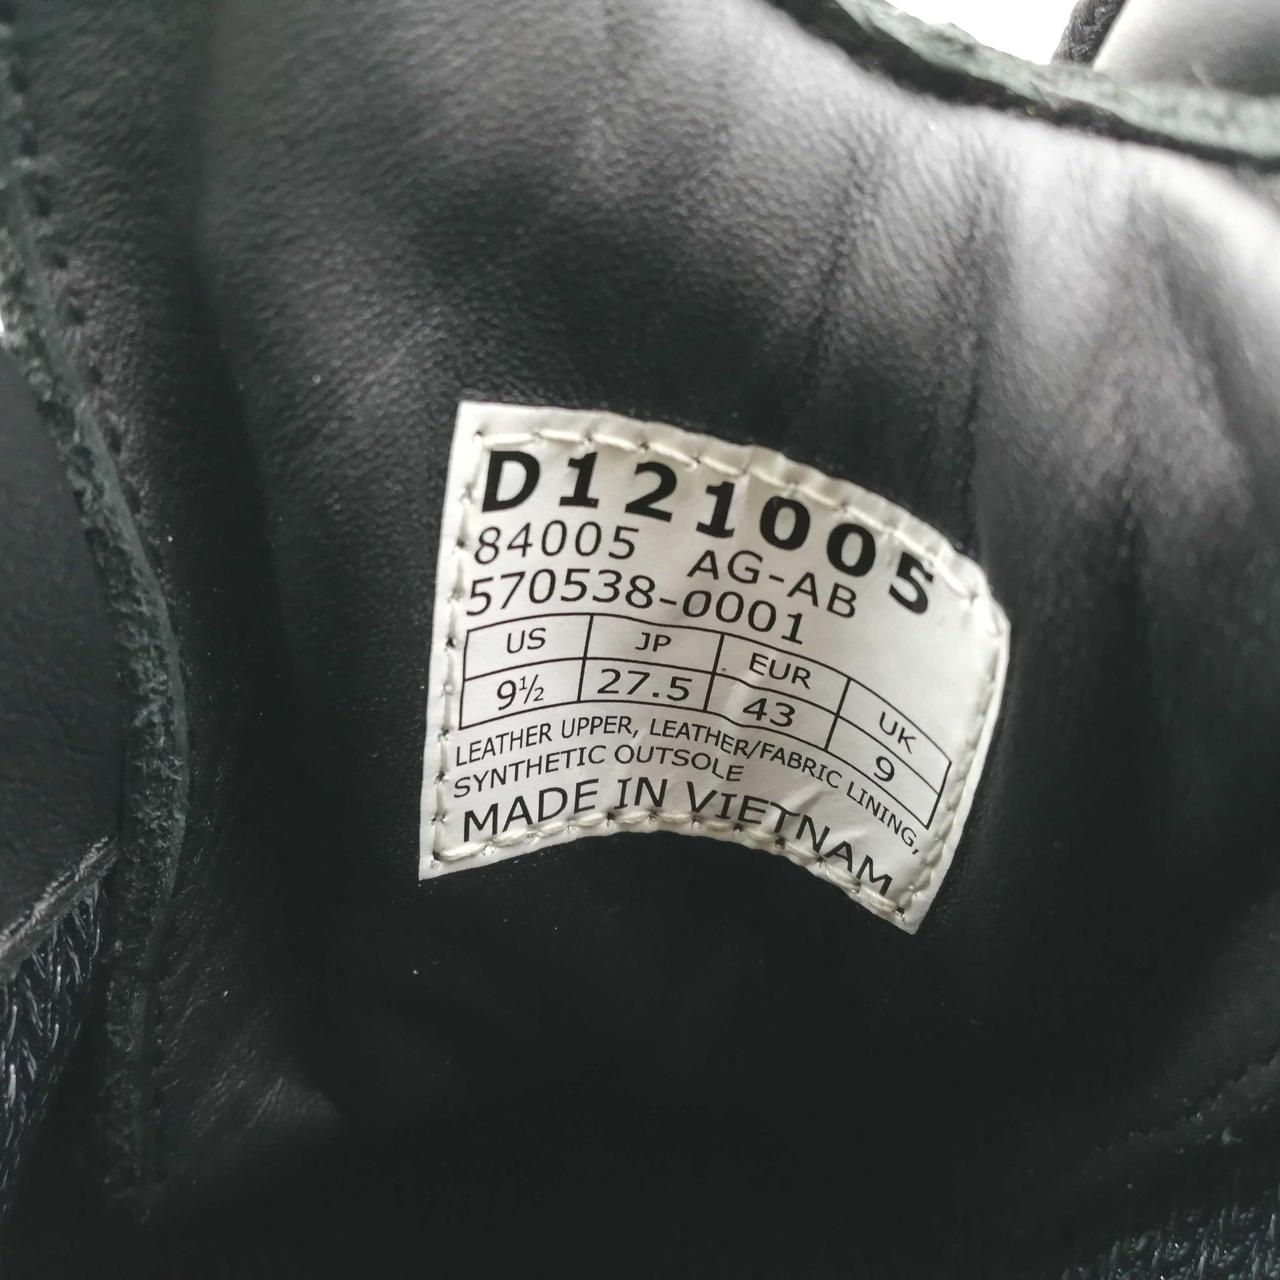 D121005
84005 AG-AB
570538-0001
US JP EUR UK
9½ 27.5 43 9
LEATHER UPPER, LEATHER/FABRIC LINING,
SYNTHETIC OUTSOLE
MADE IN VIETNAM